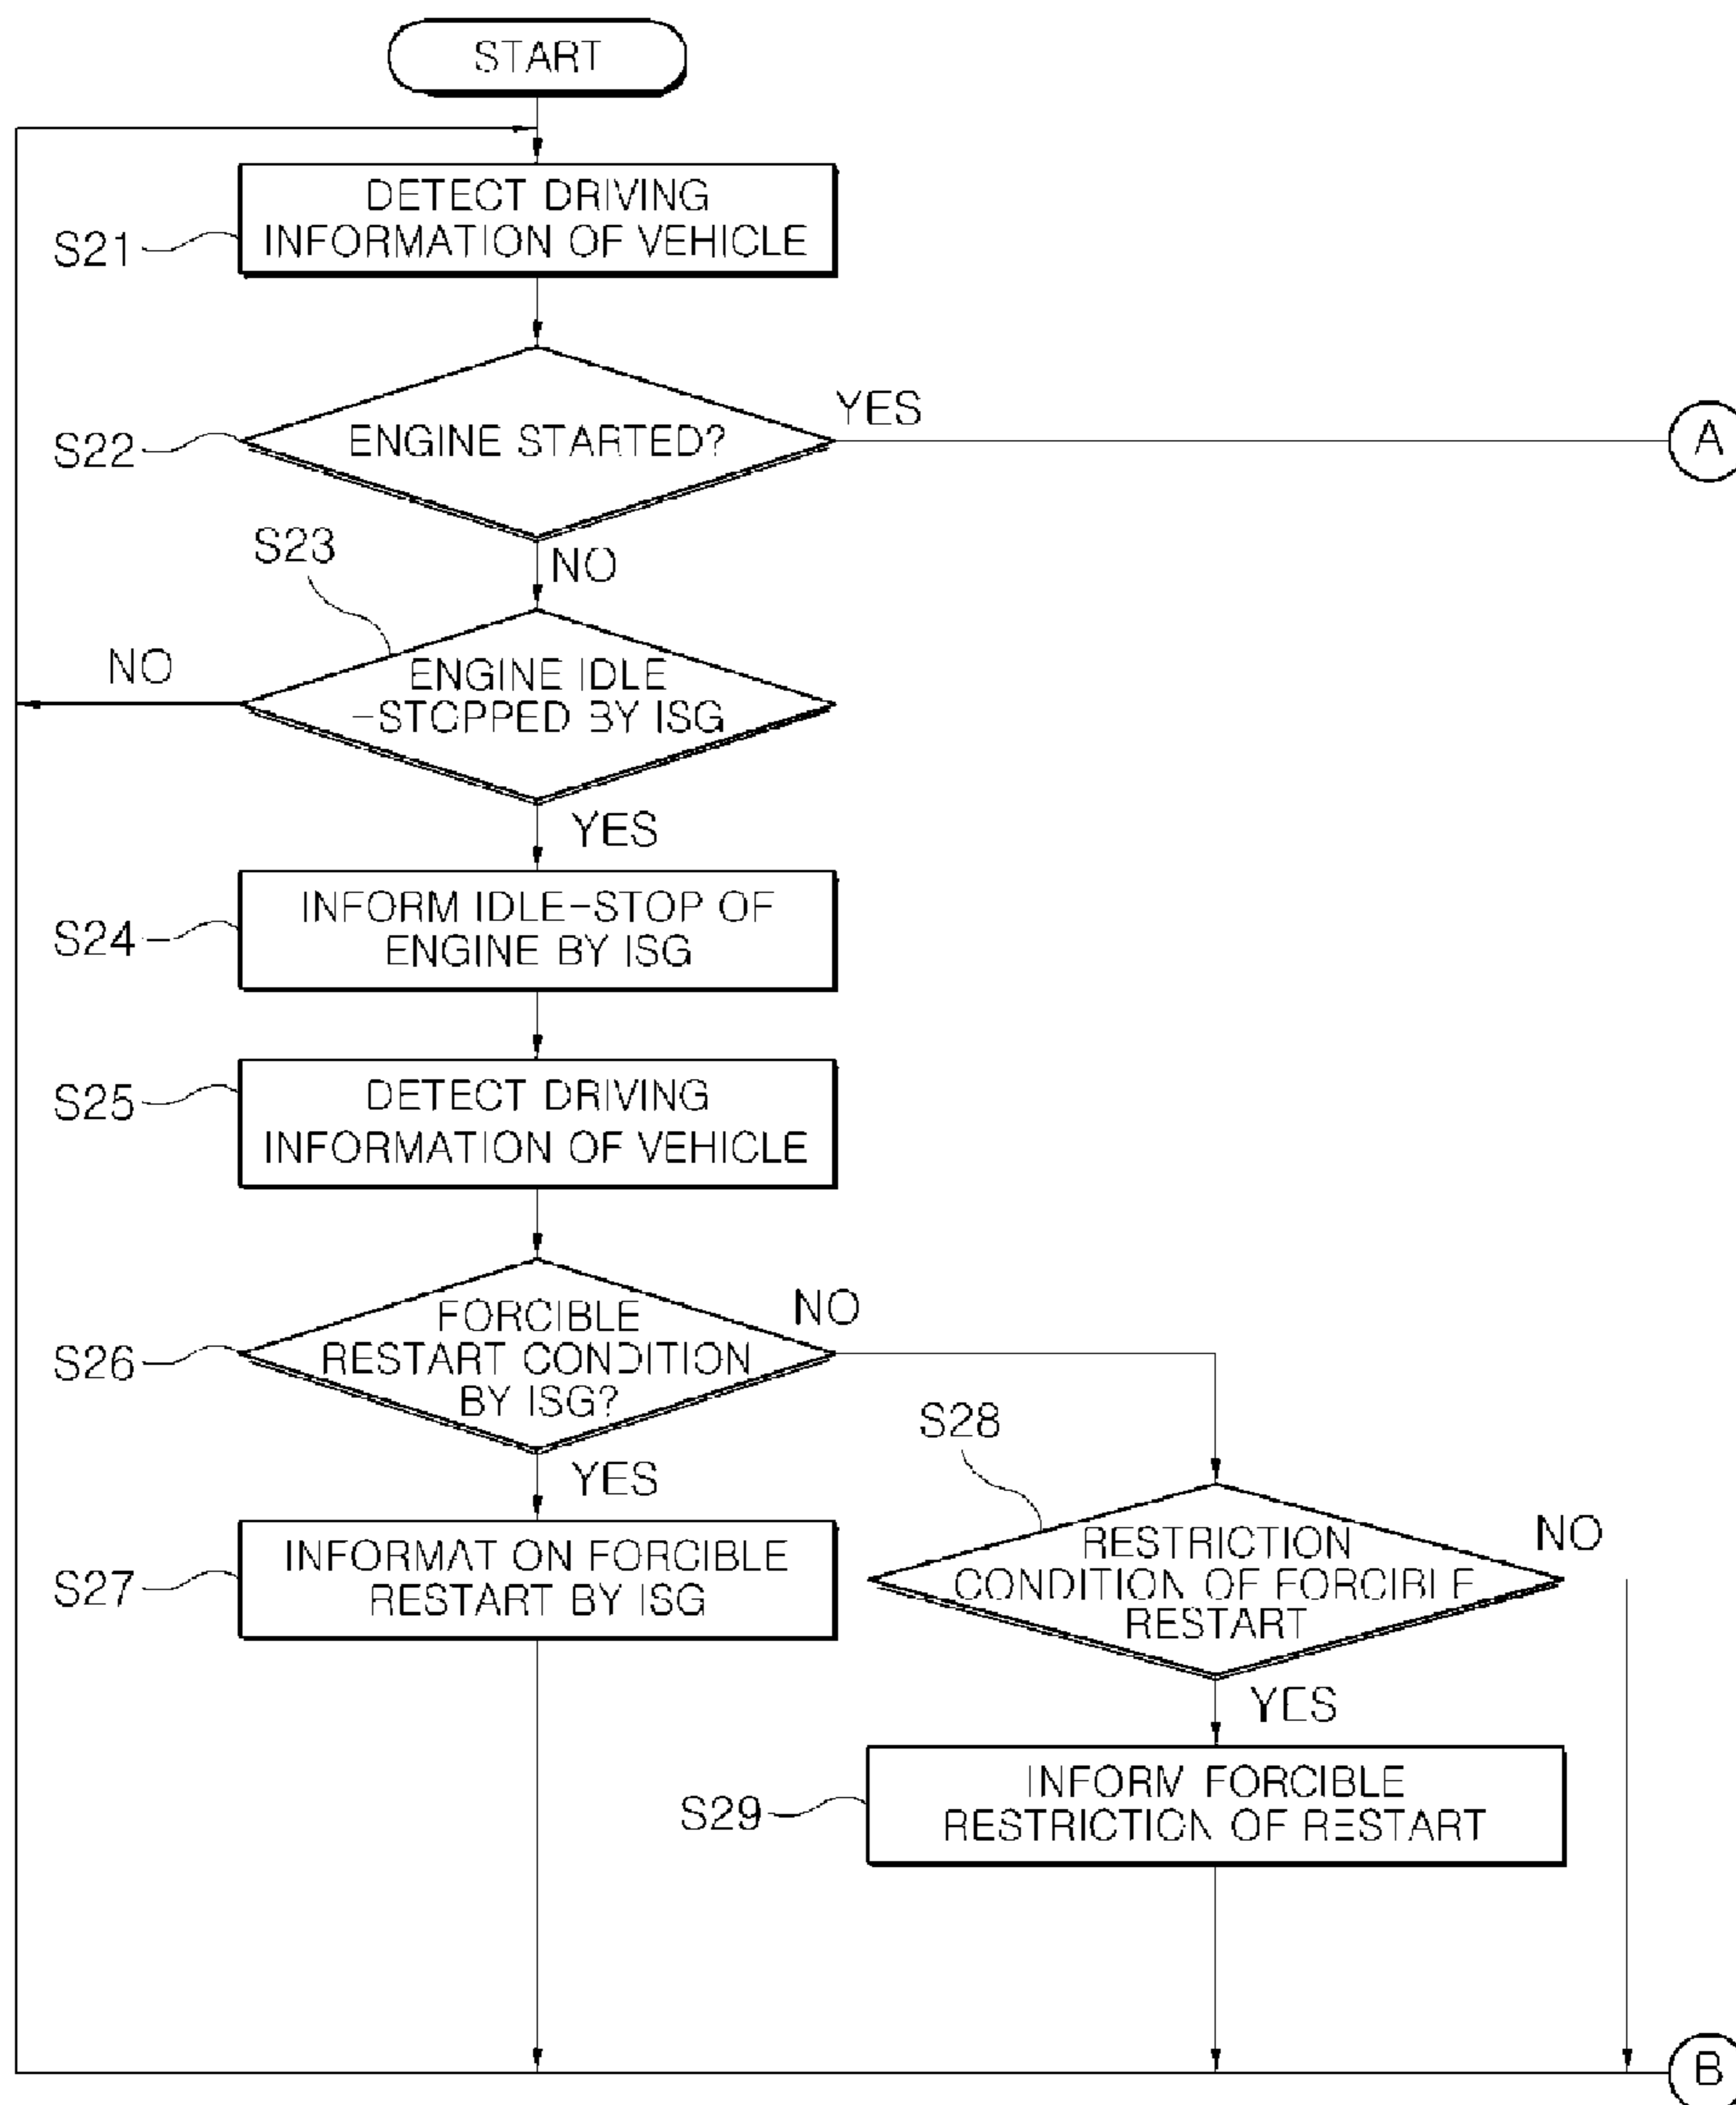 START
DETECT DRIVING
INFORMATION OF VEHICLE
S21
YES
S22
ENGINE STARTED?
A
S23
NO
NO
ENGINE IDLE
-STOPPED BY ISG
YES
S24
INFORM IDLE-STOP OF
ENGINE BY ISG
S25
DETECT DRIVING
INFORMATION OF VEHICLE
S26
FORCIBLE
RESTART CONDITION
BY ISG?
NO
S28
YES
S27
INFORMAT ON FORCIBLE
RESTART BY ISG
RESTRICTION
CONDITION OF FORCIBLE
RESTART
NO
YES
S29
INFORM FORCIBLE
RESTRICTION OF RESTART
B